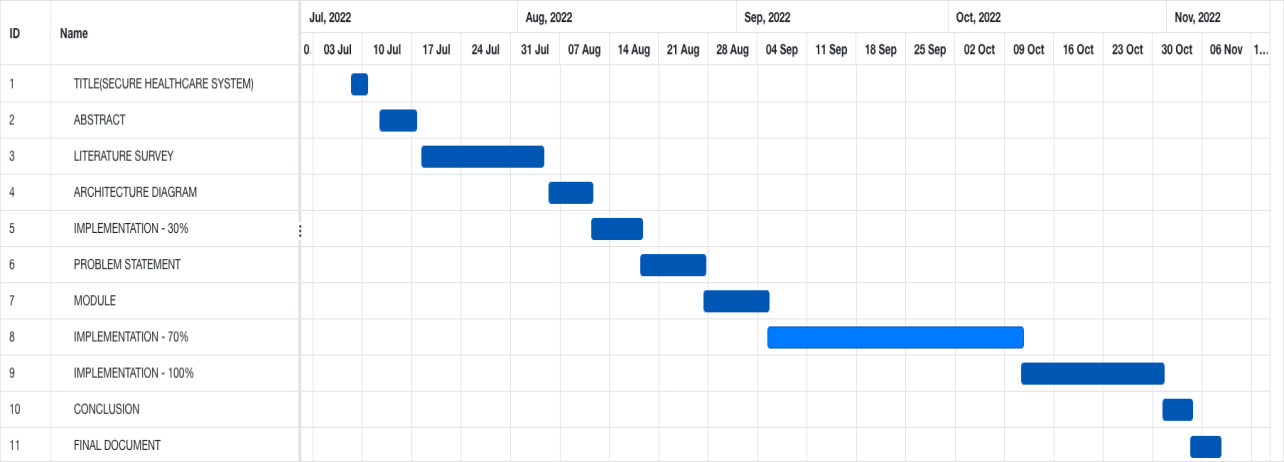 ID Name Jul, 2022 Aug, 2022 Sep, 2022 Oct, 2022 Nov, 2022
0. 03 Jul 10 Jul 17 Jul 24 Jul 31 Jul 07 Aug 14 Aug 21 Aug 28 Aug 04 Sep 11 Sep 18 Sep 25 Sep 02 Oct 09 Oct 16 Oct 23 Oct 30 Oct 06 Nov 1...
1 TITLE(SECURE HEALTHCARE SYSTEM)
2 ABSTRACT
3 LITERATURE SURVEY
4 ARCHITECTURE DIAGRAM
5 IMPLEMENTATION - 30%
6 PROBLEM STATEMENT
7 MODULE
8 IMPLEMENTATION - 70%
9 IMPLEMENTATION - 100%
10 CONCLUSION
11 FINAL DOCUMENT